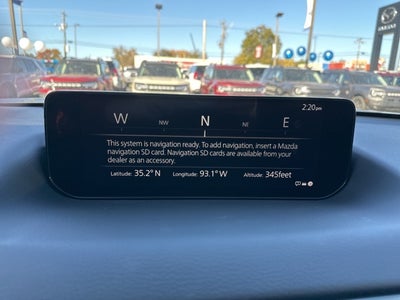 2:20pm
W NW N NE E
This system is navigation ready. To add navigation, insert a Mazda
navigation SD card. Navigation SD cards are available from your
dealer as an accessory.
Latitude: 35.2° N Longitude: 93.1° W Altitude: 345feet